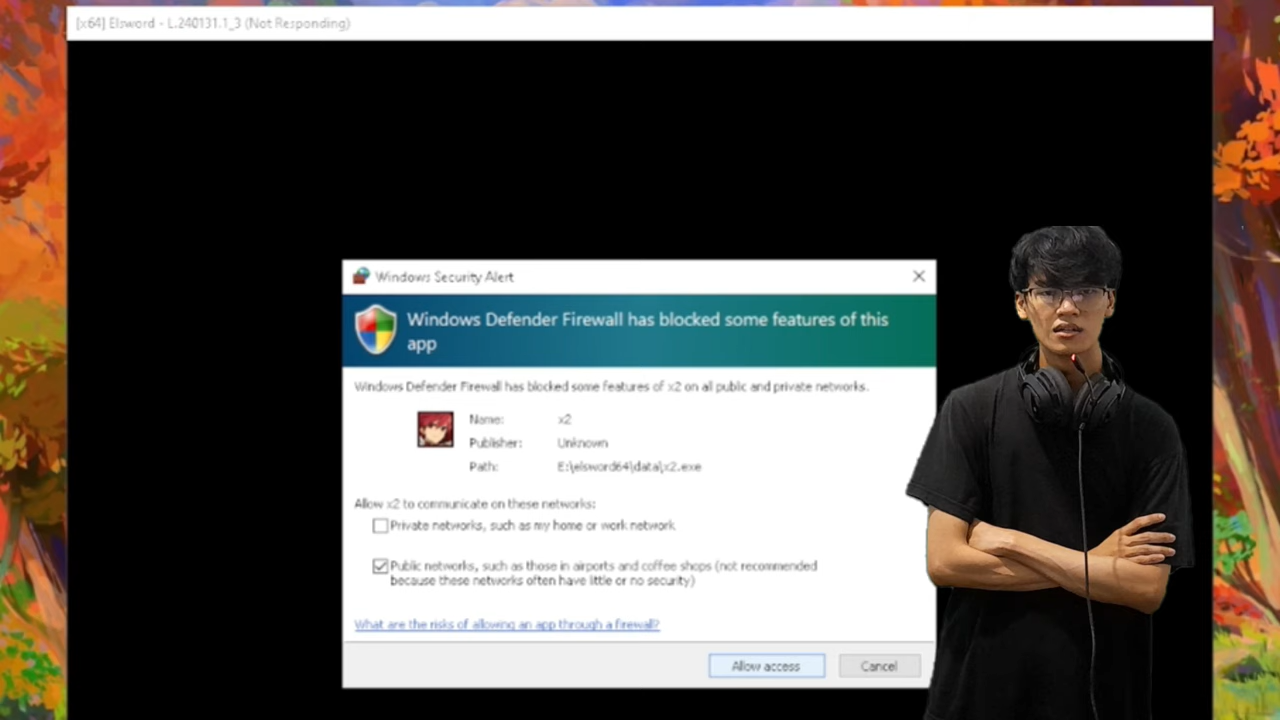 [x64] Elsword - L.240131.1_3 (Not Responding)
Windows Security Alert
Windows Defender Firewall has blocked some features of this
app
Windows Defender Firewall has blocked some features of x2 on all public and private networks.
Name: x2
Publisher: Unknown
Path: E:\elsword64\data\x2.exe
Allow x2 to communicate on these networks:
Private networks, such as my home or work network
Public networks, such as those in airports and coffee shops (not recommended
because these networks often have little or no security)
What are the risks of allowing an app through a firewall?
Allow access Cancel